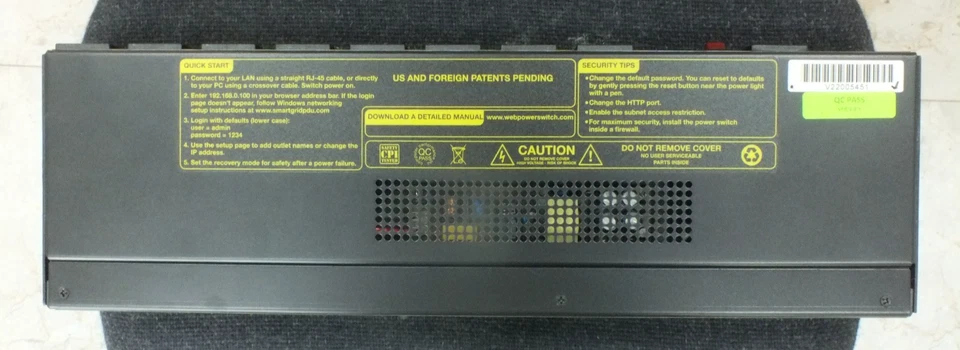 QUICK START
1. Connect to your LAN using a straight RJ-45 cable, or directly
to your PC using a crossover cable. Switch power on.
2. Enter 192.168.0.100 in your browser address bar. If the login
page doesn't appear, follow Windows networking
setup instructions at www.smartgridpdu.com
3. Login with defaults (lower case):
user = admin
password = 1234
4. Use the setup page to add outlet names or change the
IP address.
5. Set the recovery mode for safety after a power failure.
US AND FOREIGN PATENTS PENDING
DOWNLOAD A DETAILED MANUAL www.webpowerswitch.com
SECURITY TIPS
•Change the default password. You can reset to defaults
by gently pressing the reset button near the power light
with a pen.
•Change the HTTP port.
•Enable the subnet access restriction.
•For maximum security, install the power switch
inside a firewall.
SAFETY
CPI
TESTED
QC
PASS
CAUTION
DO NOT REMOVE COVER
HIGH VOLTAGE - RISK OF SHOCK
DO NOT REMOVE COVER
NO USER SERVICEABLE
PARTS INSIDE
QC PASS